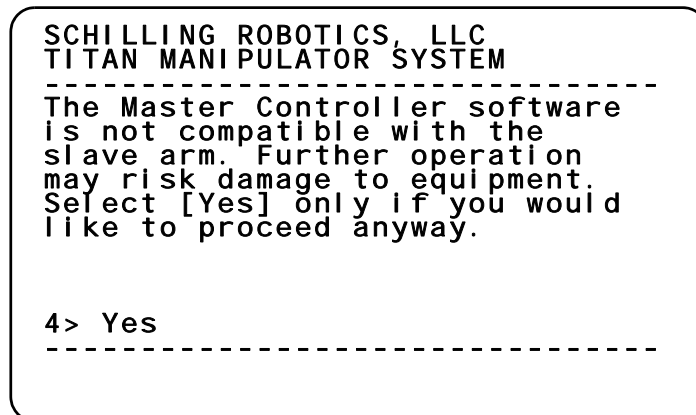 SCHILLING ROBOTICS, LLC
TITAN MANIPULATOR SYSTEM
--------------------------------
The Master Controller software
is not compatible with the
slave arm. Further operation
may risk damage to equipment.
Select [Yes] only if you would
like to proceed anyway.
4> Yes
--------------------------------